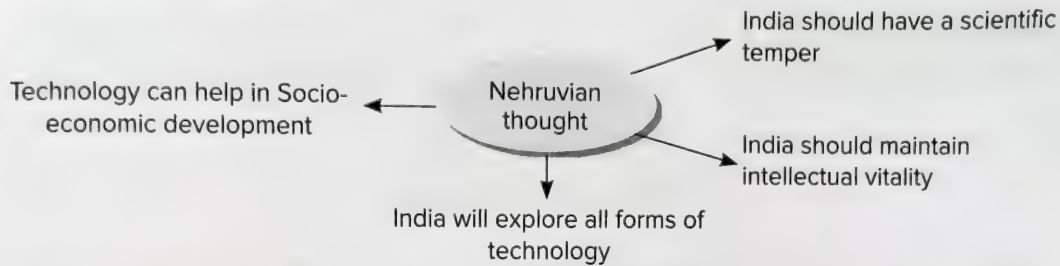 India should have a scientific
temper
Technology can help in Socio-
economic development
Nehruvian
thought
India should maintain
intellectual vitality
India will explore all forms of
technology